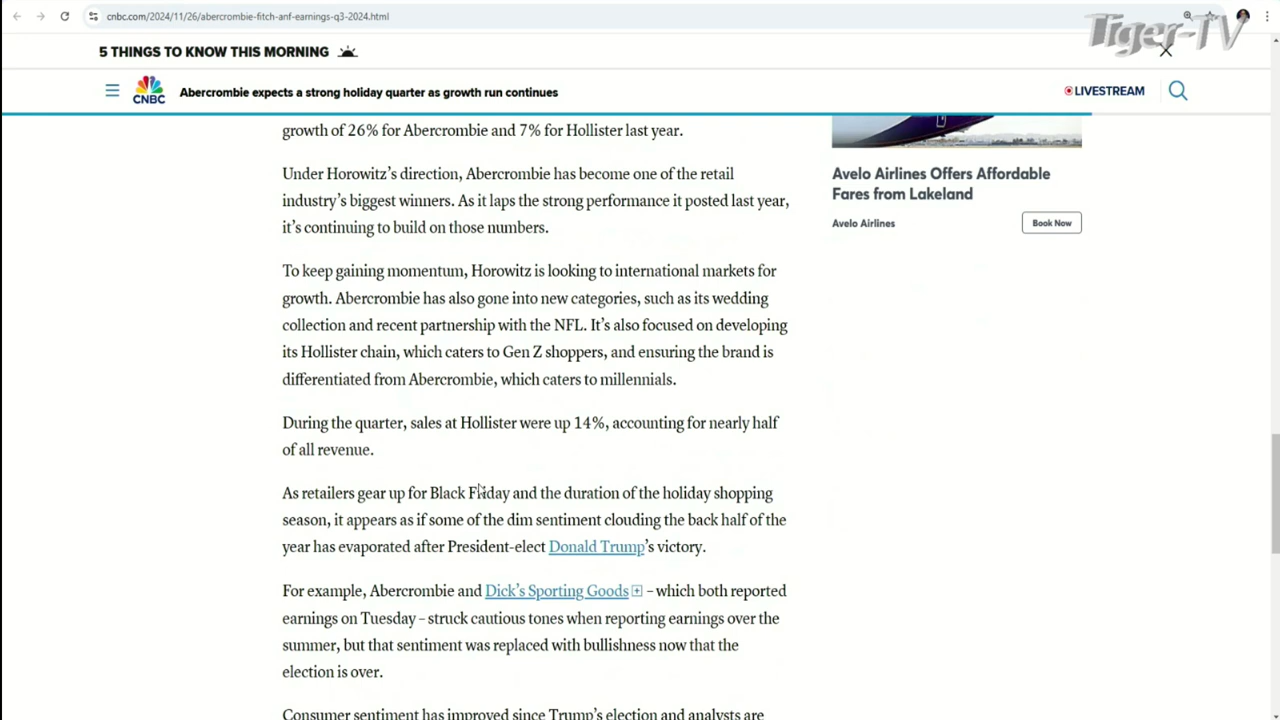 cnbc.com/2024/11/26/abercrombie-fitch-anf-earnings-q3-2024.html
Tiger-TV
5 THINGS TO KNOW THIS MORNING
CNBC
Abercrombie expects a strong holiday quarter as growth run continues
LIVESTREAM
growth of 26% for Abercrombie and 7% for Hollister last year.
Under Horowitz’s direction, Abercrombie has become one of the retail
industry’s biggest winners. As it laps the strong performance it posted last year,
it’s continuing to build on those numbers.
To keep gaining momentum, Horowitz is looking to international markets for
growth. Abercrombie has also gone into new categories, such as its wedding
collection and recent partnership with the NFL. It’s also focused on developing
its Hollister chain, which caters to Gen Z shoppers, and ensuring the brand is
differentiated from Abercrombie, which caters to millennials.
During the quarter, sales at Hollister were up 14%, accounting for nearly half
of all revenue.
As retailers gear up for Black Friday and the duration of the holiday shopping
season, it appears as if some of the dim sentiment clouding the back half of the
year has evaporated after President-elect Donald Trump’s victory.
For example, Abercrombie and Dick’s Sporting Goods – which both reported
earnings on Tuesday – struck cautious tones when reporting earnings over the
summer, but that sentiment was replaced with bullishness now that the
election is over.
Consumer sentiment has improved since Trump’s election and analysts are
Avelo Airlines Offers Affordable
Fares from Lakeland
Avelo Airlines
Book Now